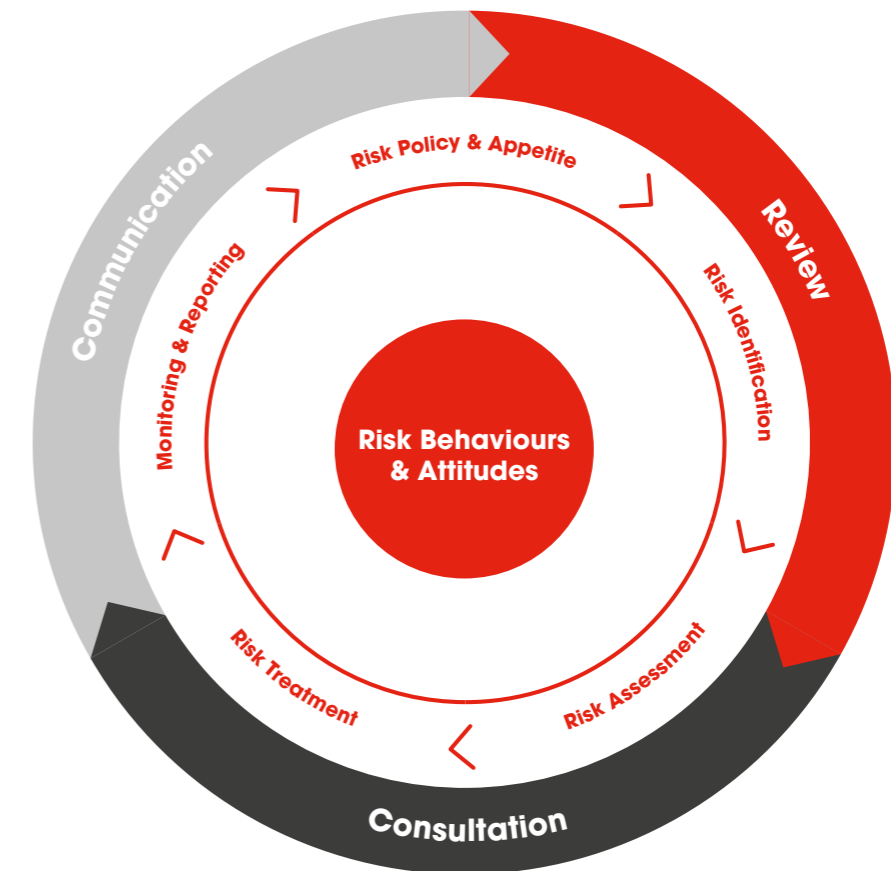 Communication
Review
Consultation
Risk Policy & Appetite
Risk Identification
Risk Assessment
Risk Treatment
Monitoring & Reporting
Risk Behaviours
& Attitudes